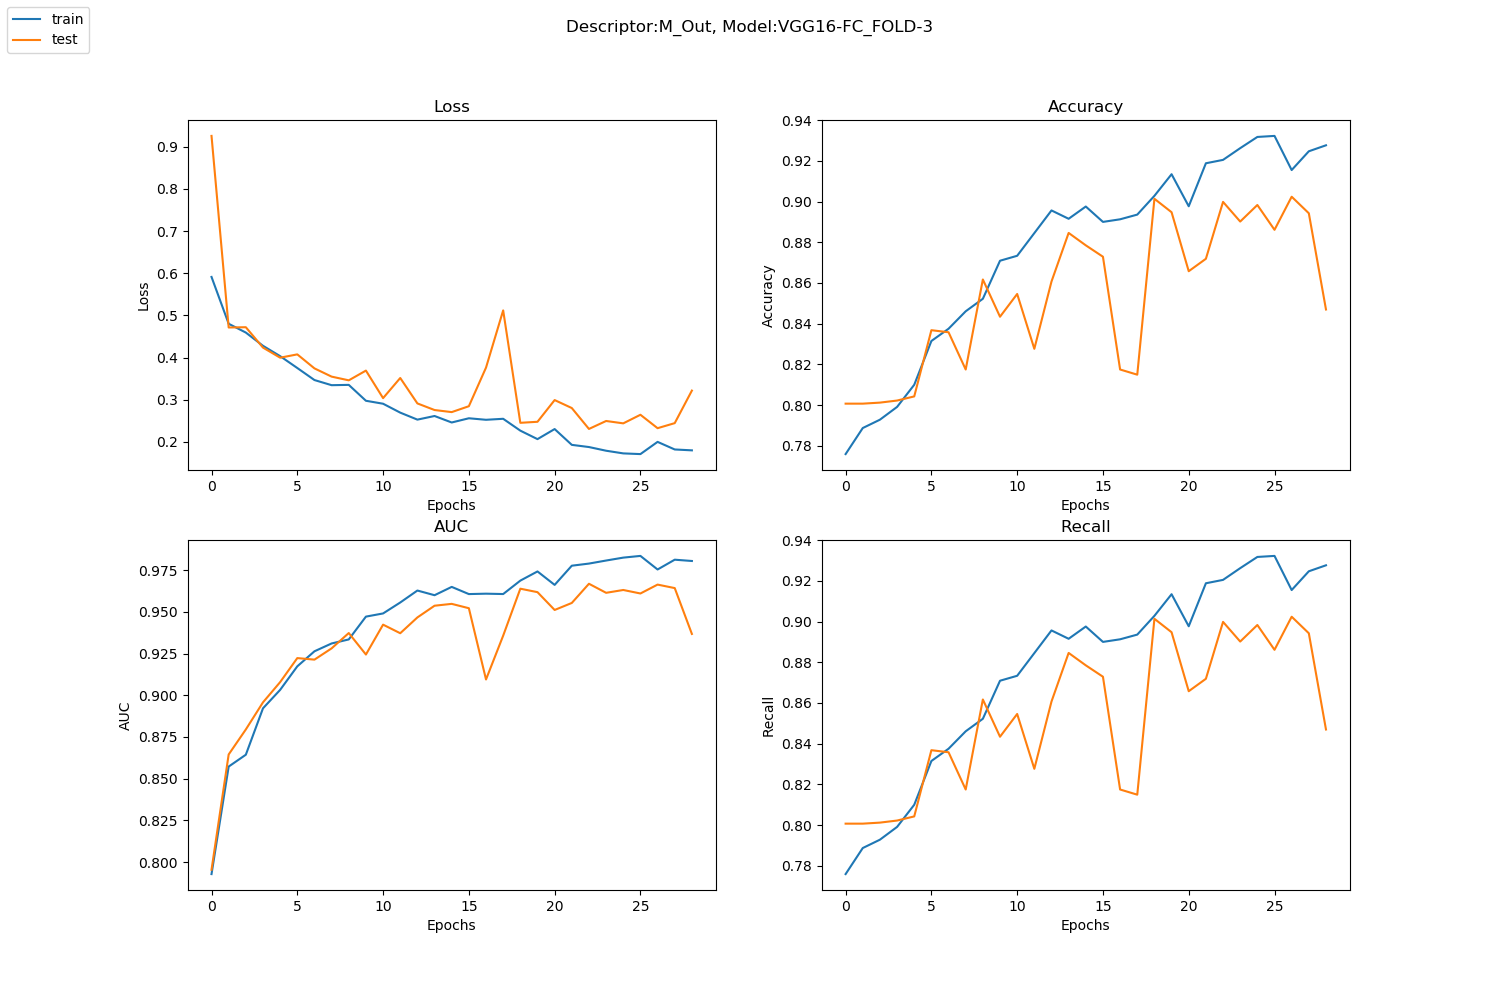 train
test
Descriptor:M_Out, Model:VGG16-FC_FOLD-3
Loss
0.9
0.8
0.7
0.6
0.5
0.4
0.3
0.2
Loss
0 5 10 15 20 25
Epochs
Accuracy
0.94
0.92
0.90
0.88
0.86
0.84
0.82
0.80
0.78
Accuracy
0 5 10 15 20 25
Epochs
AUC
0.975
0.950
0.925
0.900
0.875
0.850
0.825
0.800
AUC
0 5 10 15 20 25
Epochs
Recall
0.94
0.92
0.90
0.88
0.86
0.84
0.82
0.80
0.78
Recall
0 5 10 15 20 25
Epochs